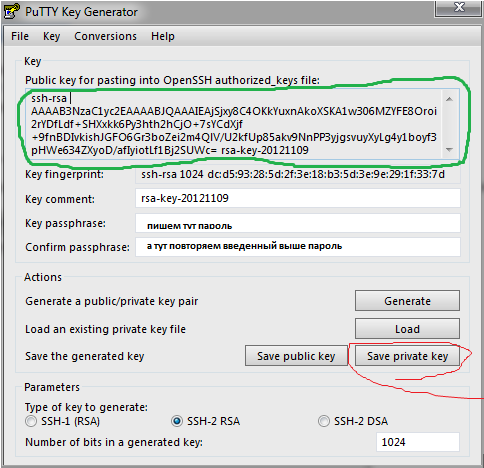 PuTTY Key Generator
File Key Conversions Help
Key
Public key for pasting into OpenSSH authorized_keys file:
ssh-rsa
AAAAB3NzaC1yc2EAAAABJQAAAIEAjSjxy8C4OKkYuxnAkoXSKA1w306MZYFE8Oroi
2rYDfLdf+SHXxkk6Py3hth2hCjO+7sYCdXjf
+9fnBDIvkishJGFO6Gr3boZei2m4QIV/U2kfUp85akv9NnPP3yjgsvuyXyLg4y1boyf3
pHWe634ZXyoD/afIyiotLf1Bj2SUWc= rsa-key-20121109
Key fingerprint: ssh-rsa 1024 dc:d5:93:28:5d:2f:3e:18:b3:5d:3e:9e:29:1f:33:7d
Key comment: rsa-key-20121109
Key passphrase: пишем тут пароль
Confirm passphrase: а тут повторяем введенный выше пароль
Actions
Generate a public/private key pair Generate
Load an existing private key file Load
Save the generated key Save public key Save private key
Parameters
Type of key to generate:
SSH-1 (RSA) SSH-2 RSA SSH-2 DSA
Number of bits in a generated key: 1024